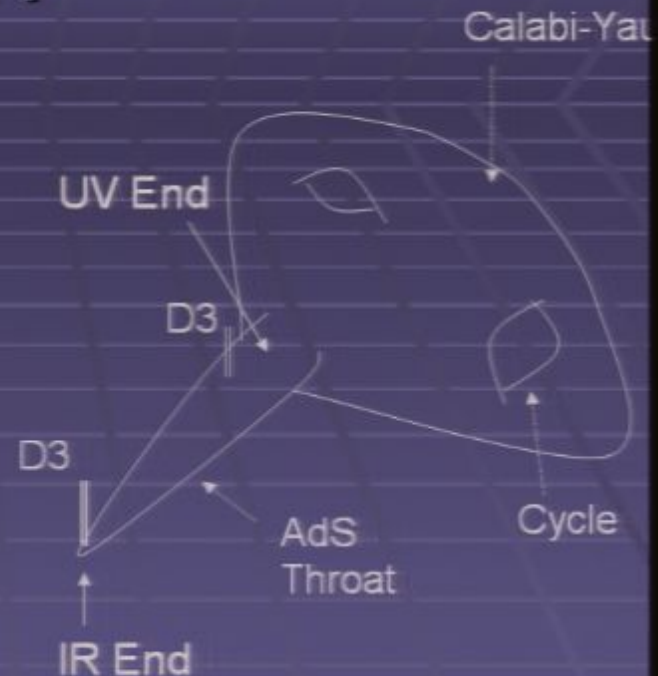 Calabi-Yau
UV End
D3
D3
AdS
Throat
Cycle
IR End